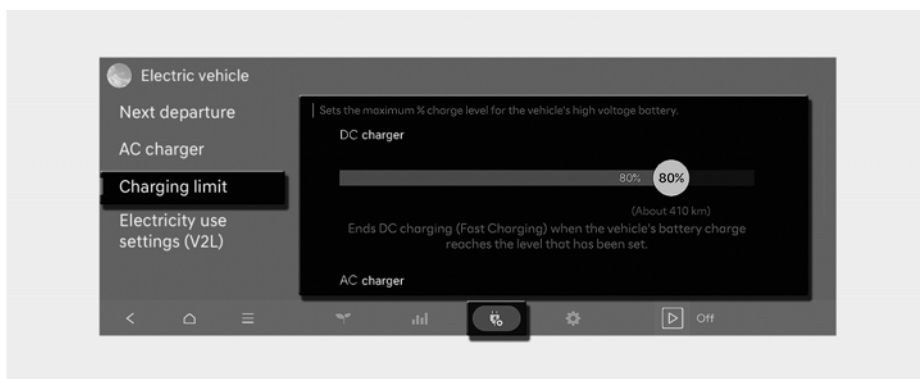 Electric vehicle
Next departure
AC charger
Charging limit
Electricity use
settings (V2L)
Sets the maximum % charge level for the vehicle's high voltage battery.
DC charger
80% 80%
(About 410 km)
Ends DC charging (Fast Charging) when the vehicle's battery charge
reaches the level that has been set.
AC charger
Off